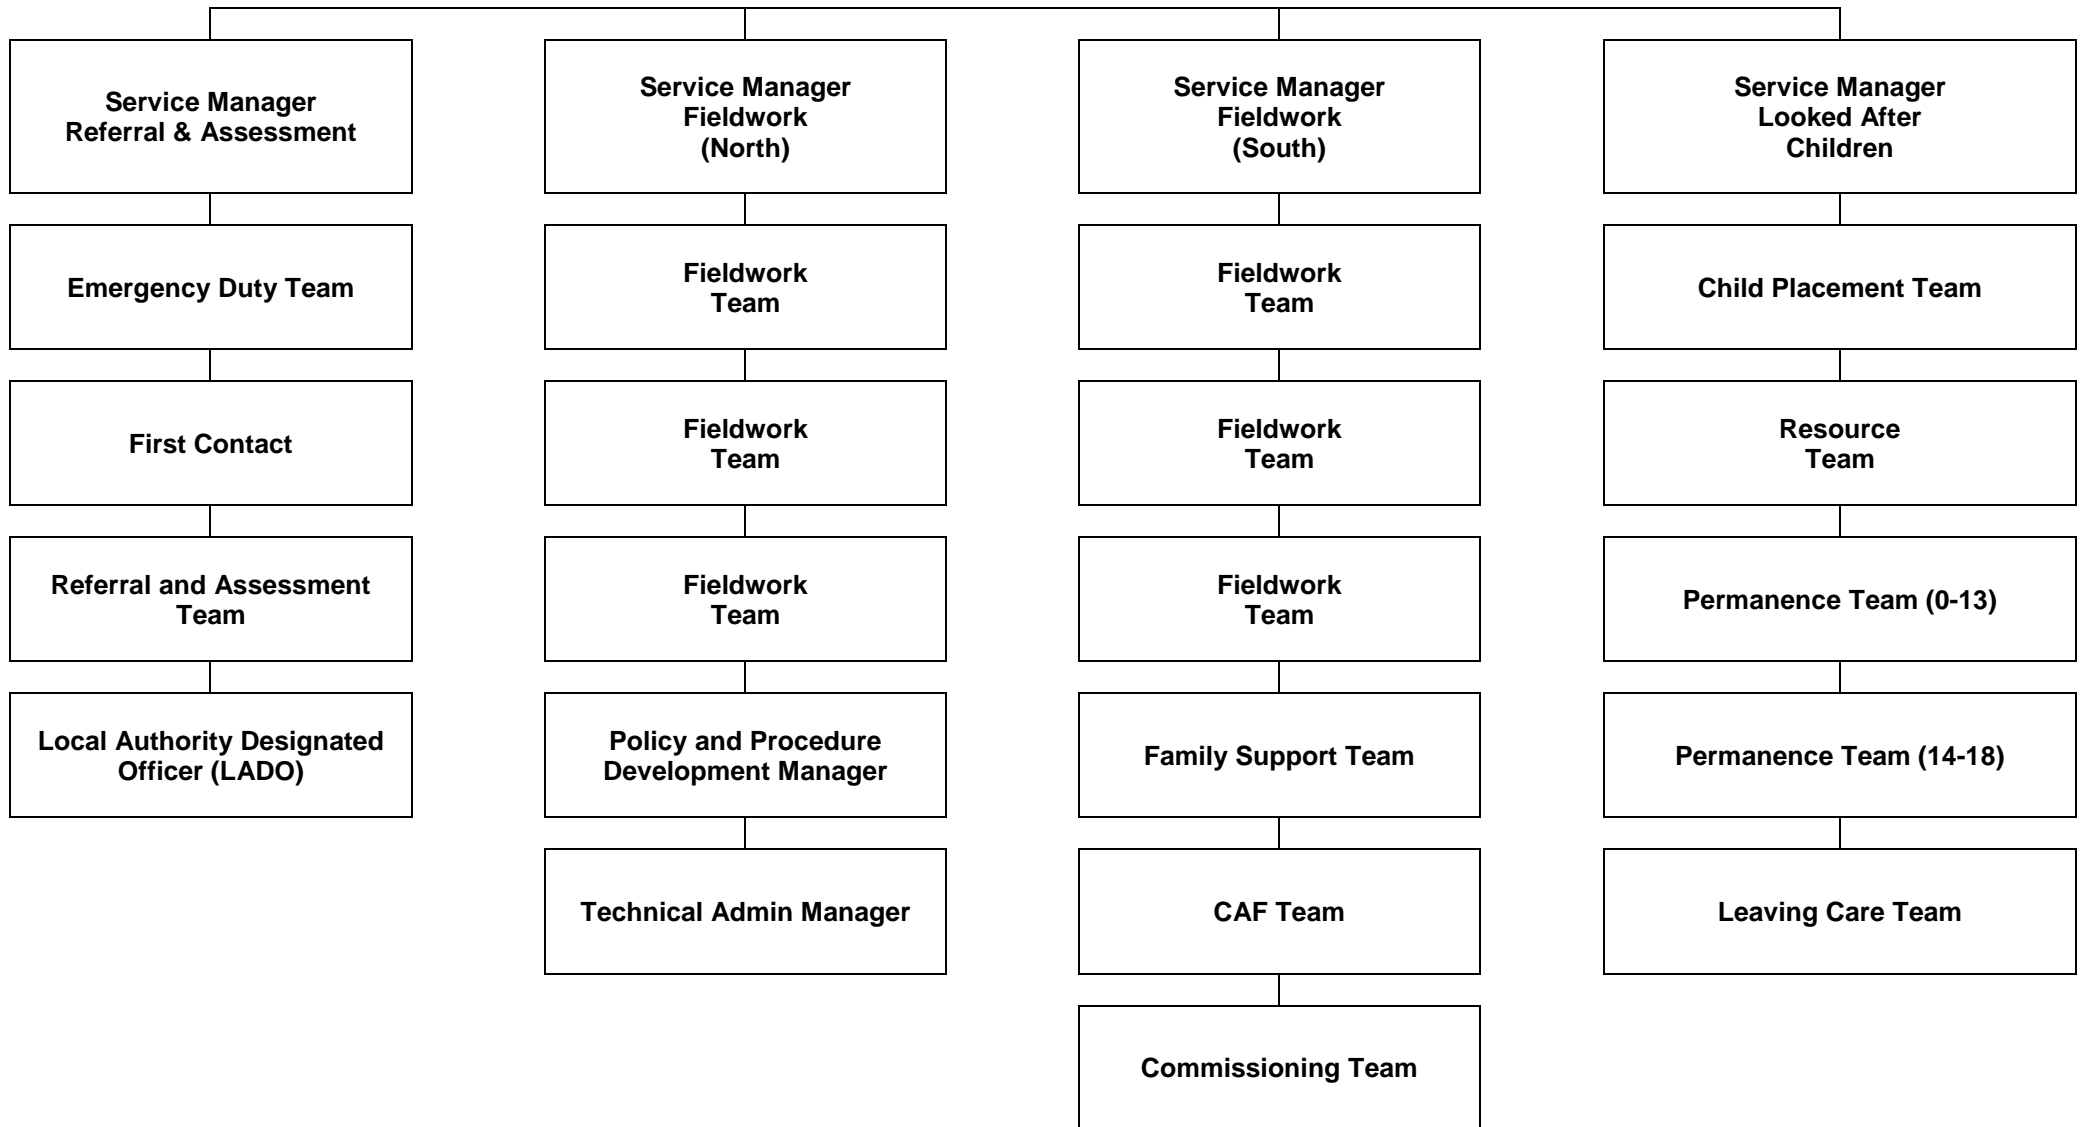 Service Manager
Referral & Assessment
Service Manager
Fieldwork
(North)
Service Manager
Fieldwork
(South)
Service Manager
Looked After
Children
Emergency Duty Team
Fieldwork
Team
Fieldwork
Team
Child Placement Team
First Contact
Fieldwork
Team
Fieldwork
Team
Resource
Team
Referral and Assessment
Team
Fieldwork
Team
Fieldwork
Team
Permanence Team (0-13)
Local Authority Designated
Officer (LADO)
Policy and Procedure
Development Manager
Family Support Team
Permanence Team (14-18)
Technical Admin Manager
CAF Team
Leaving Care Team
Commissioning Team